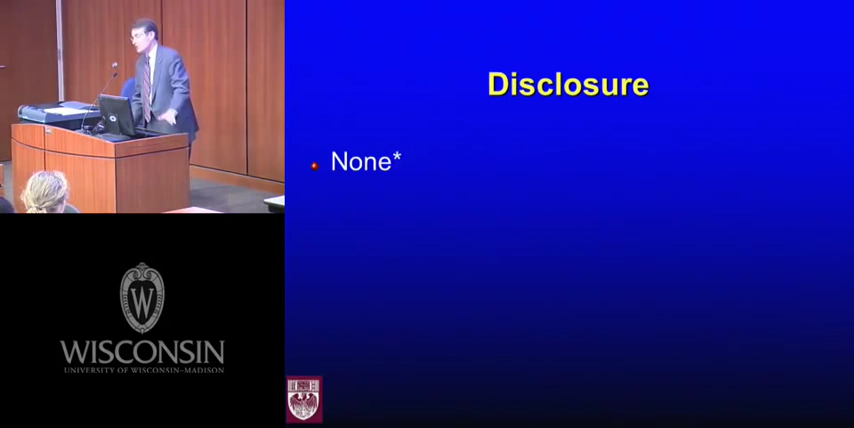 Disclosure
None*
W
WISCONSIN
UNIVERSITY OF WISCONSIN–MADISON